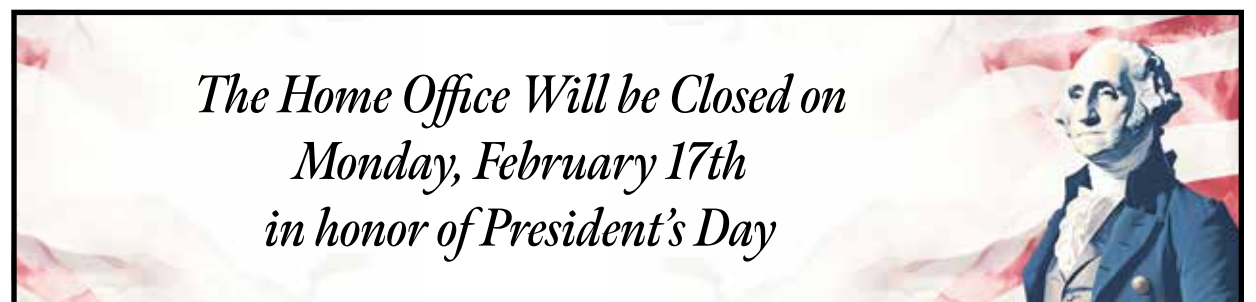 The Home Office Will be Closed on
Monday, February 17th
in honor of President’s Day